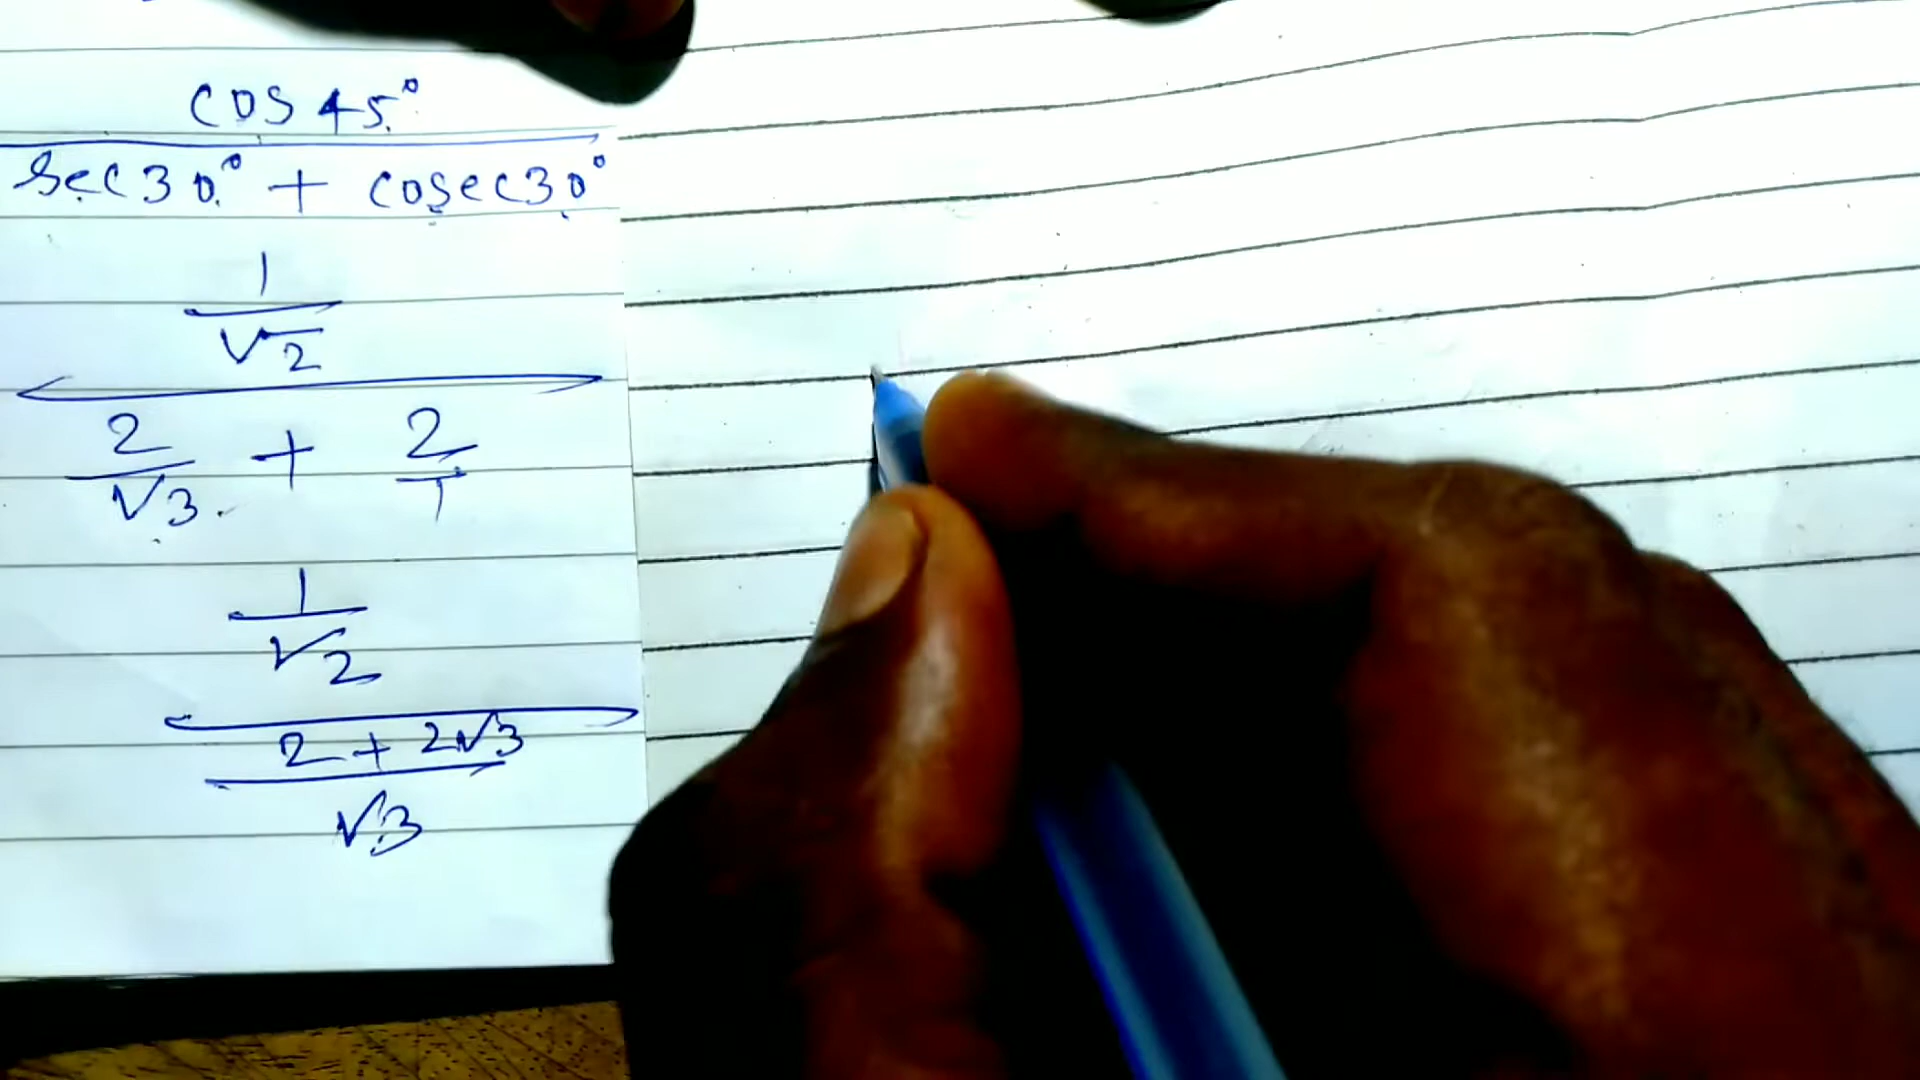 cos 45°
sec 30° + cosec 30°
1
√2
2 + 2
√3 1
1
√2
2 + 2√3
√3